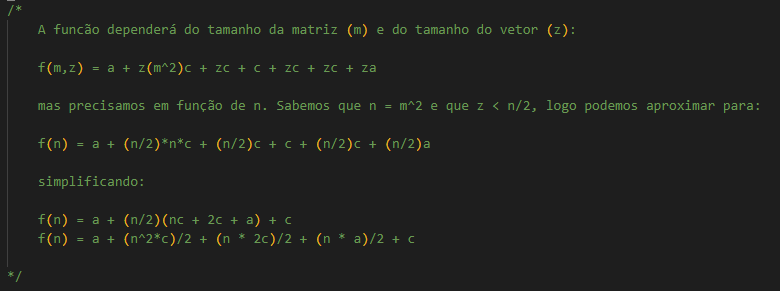 /*
A funcão dependerá do tamanho da matriz (m) e do tamanho do vetor (z):
f(m,z) = a + z(m^2)c + zc + c + zc + zc + za
mas precisamos em função de n. Sabemos que n = m^2 e que z < n/2, logo podemos aproximar para:
f(n) = a + (n/2)*n*c + (n/2)c + c + (n/2)c + (n/2)a
simplificando:
f(n) = a + (n/2)(nc + 2c + a) + c
f(n) = a + (n^2*c)/2 + (n * 2c)/2 + (n * a)/2 + c
*/